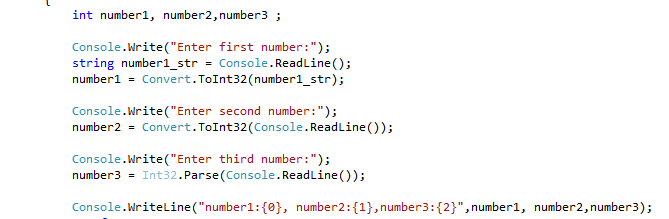 {
int number1, number2,number3 ;
Console.Write("Enter first number:");
string number1_str = Console.ReadLine();
number1 = Convert.ToInt32(number1_str);
Console.Write("Enter second number:");
number2 = Convert.ToInt32(Console.ReadLine());
Console.Write("Enter third number:");
number3 = Int32.Parse(Console.ReadLine());
Console.WriteLine("number1:{0}, number2:{1},number3:{2}",number1, number2,number3);